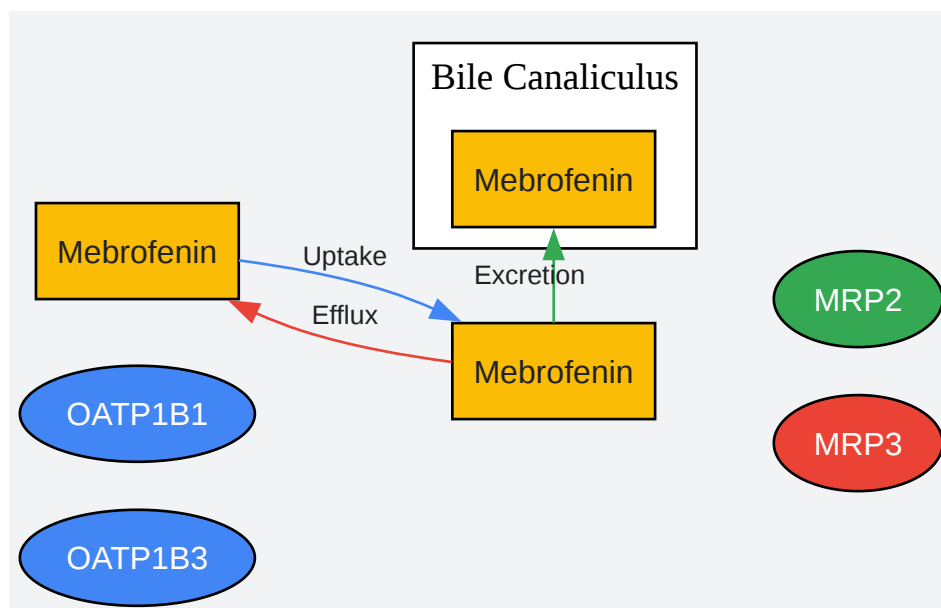 Bile Canaliculus
Mebrofenin
Mebrofenin
Uptake
Excretion
Efflux
Mebrofenin
MRP2
OATP1B1
MRP3
OATP1B3